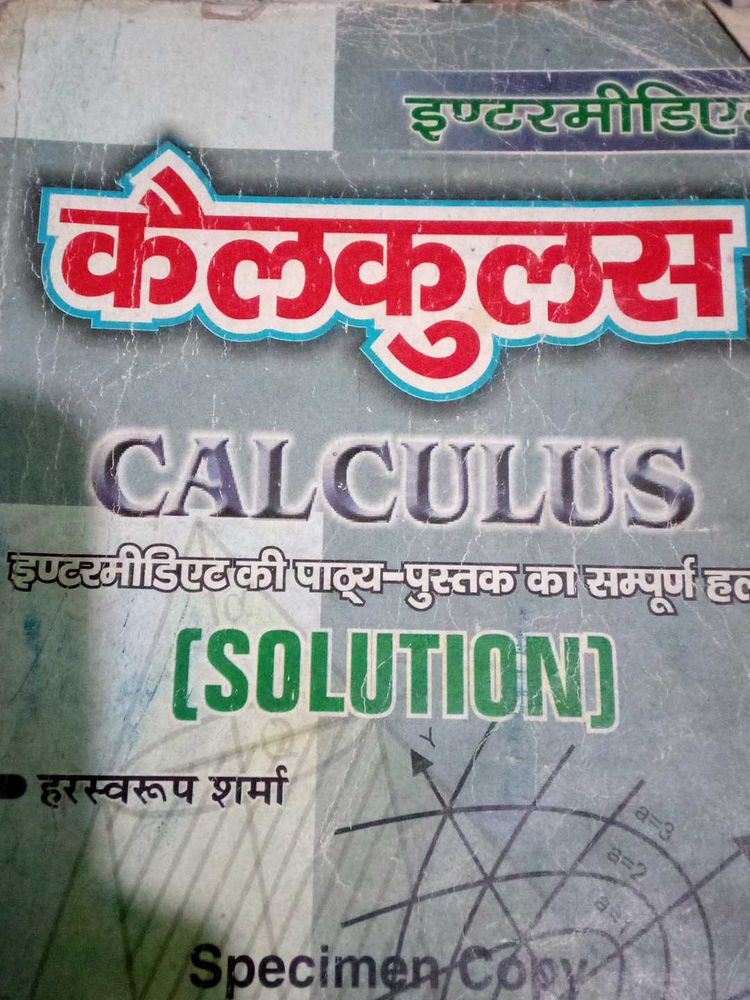 इण्टरमीडिए
कैलकुलस
CALCULUS
इण्टरमीडिएट की पाठ्य-पुस्तक का सम्पूर्ण हल
(SOLUTION)
हरस्वरूप शर्मा
Y
a=3
a=2
a=1
Specimen Copy